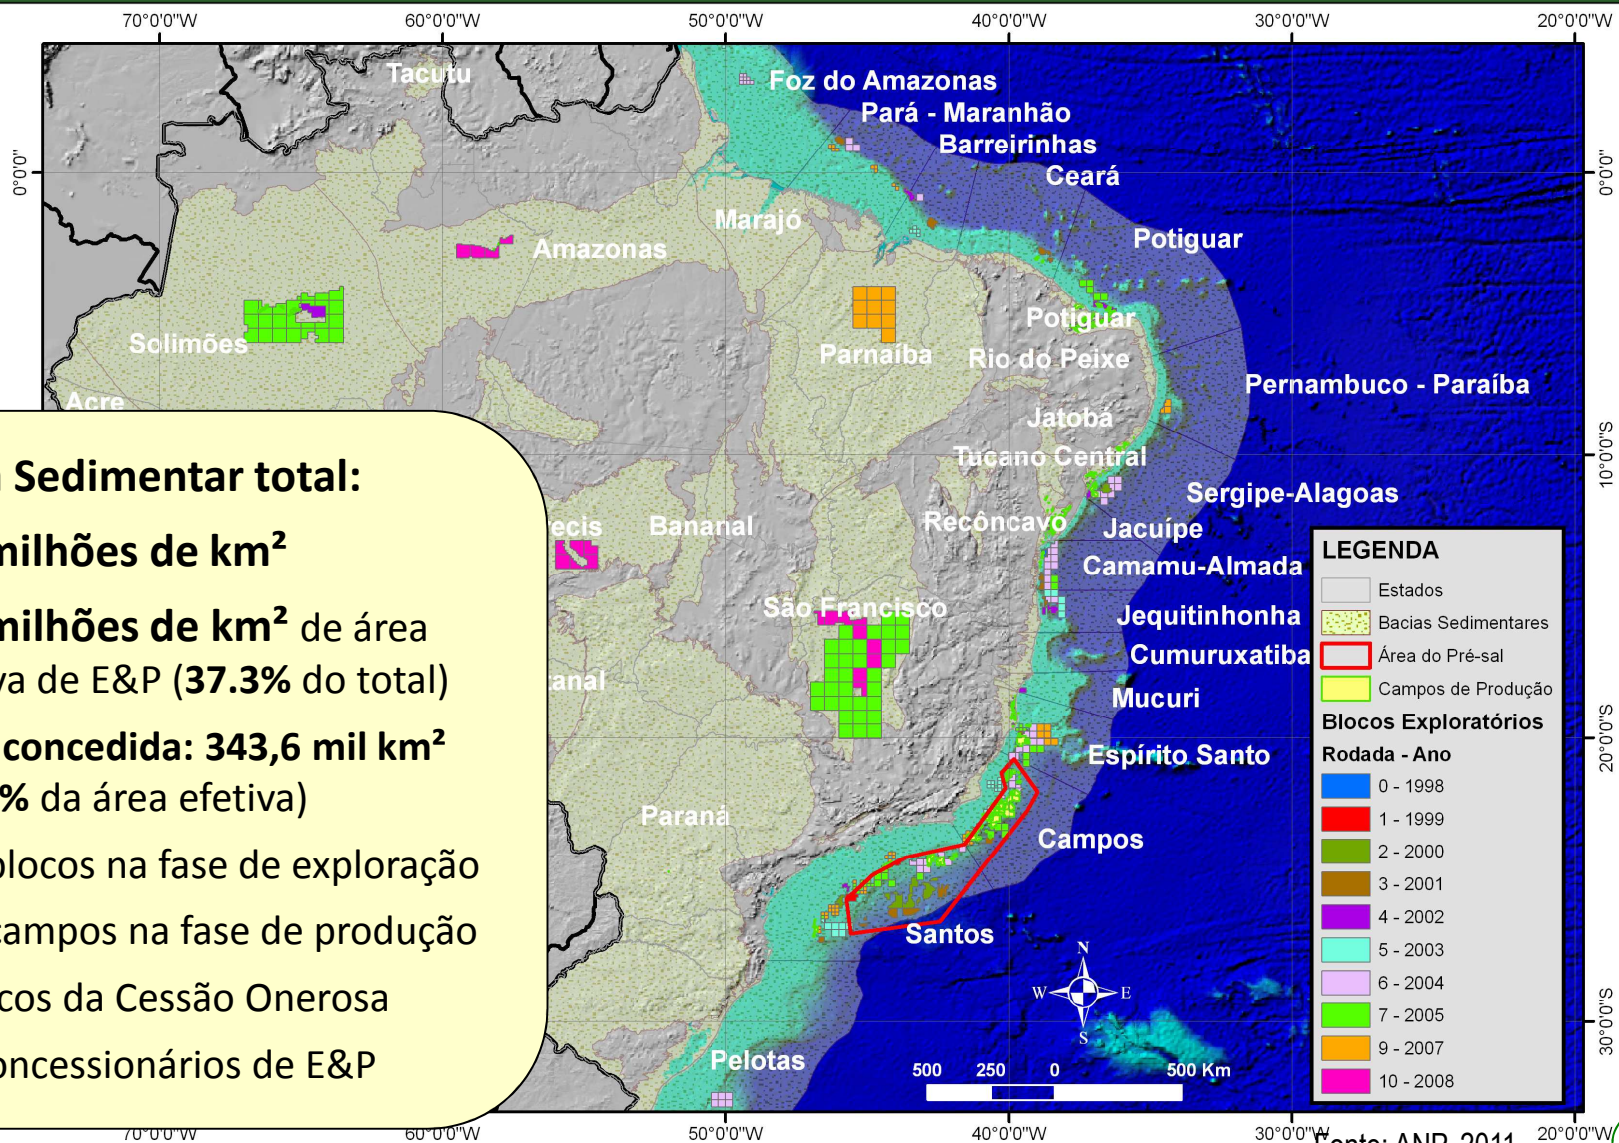 70°0'0"W 60°0'0"W 50°0'0"W 40°0'0"W 30°0'0"W 20°0'0"W
Tacutu
Foz do Amazonas
Pará - Maranhão
Barreirinhas
Ceará
0°0'0" 0°0'0"
Marajó
Amazonas
Potiguar
Solimões
Potiguar
Parnaíba
Rio do Peixe
Pernambuco - Paraíba
Acre
Jatobá
Tucano Central
10°0'0"S
Sergipe-Alagoas
Recôncavo
Jacuípe
ecis
Bananal
Camamu-Almada
São Francisco
Jequitinhonha
Cumuruxatiba
anal
Mucuri
Espírito Santo
20°0'0"S
Paraná
Campos
Santos
Pelotas
30°0'0"S
Sedimentar total:
milhões de km²
milhões de km² de área
va de E&P (37.3% do total)
concedida: 343,6 mil km²
% da área efetiva)
blocos na fase de exploração
campos na fase de produção
cos da Cessão Onerosa
oncessionários de E&P
LEGENDA
Estados
Bacias Sedimentares
Área do Pré-sal
Campos de Produção
Blocos Exploratórios
Rodada - Ano
0 - 1998
1 - 1999
2 - 2000
3 - 2001
4 - 2002
5 - 2003
6 - 2004
7 - 2005
9 - 2007
10 - 2008
N
W E
S
500 250 0 500 Km
70°0'0"W 60°0'0"W 50°0'0"W 40°0'0"W 30°0'0"W 20°0'0"W
Fonte: ANP, 2011